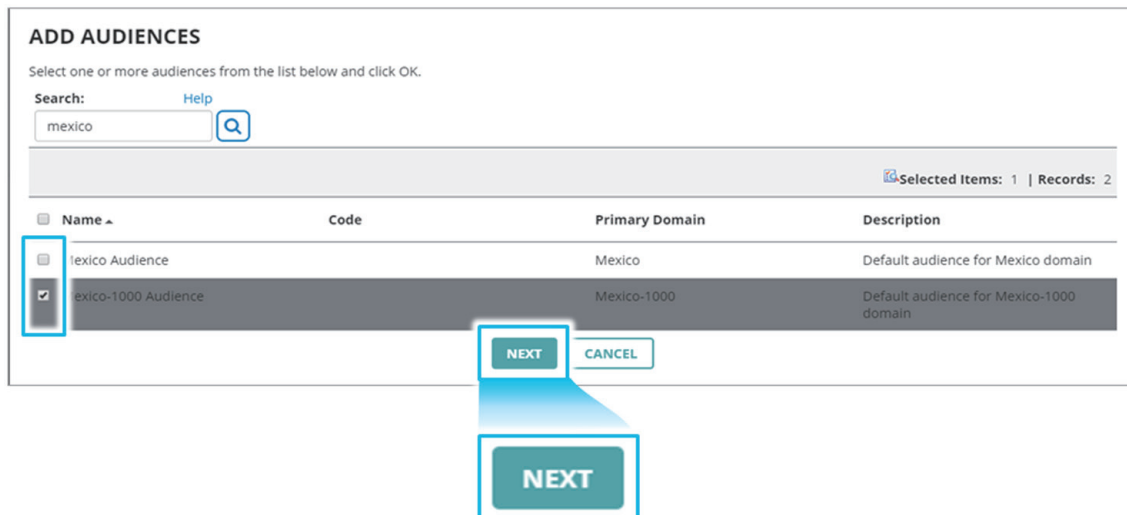 ADD AUDIENCES
Select one or more audiences from the list below and click OK.
Search: Help
mexico
Selected Items: 1 | Records: 2
Name Code Primary Domain Description
exico Audience Mexico Default audience for Mexico domain
exico-1000 Audience Mexico-1000 Default audience for Mexico-1000
domain
NEXT CANCEL
NEXT